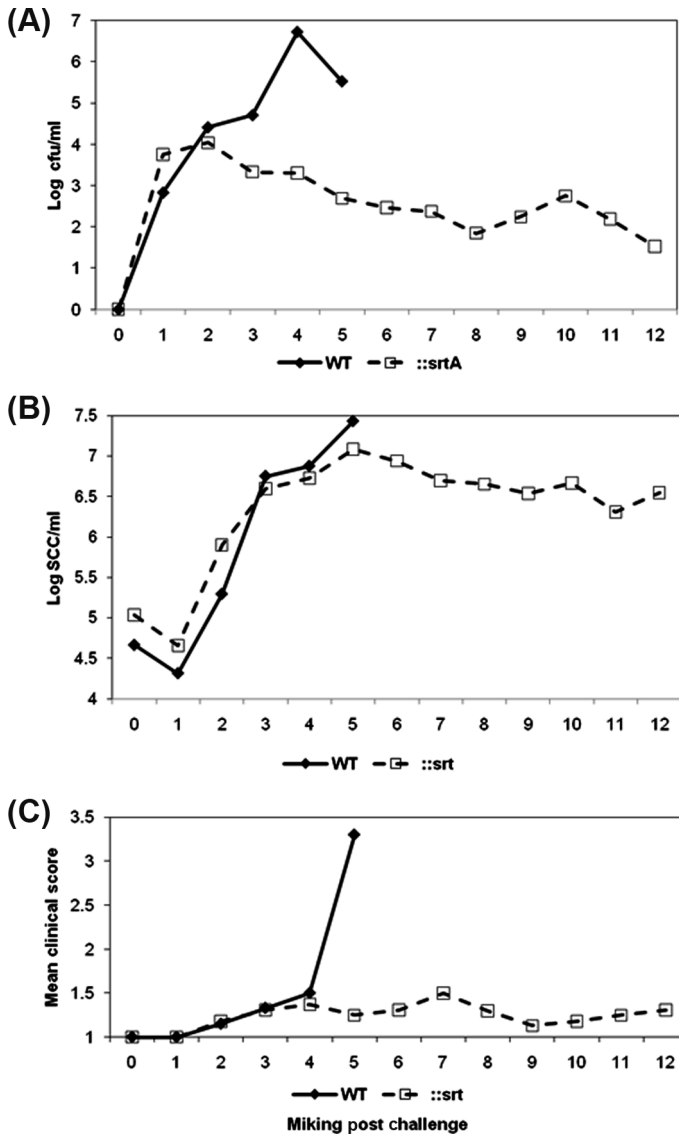 (A)
Log cfu/ml
7
6
5
4
3
2
1
0
0 1 2 3 4 5 6 7 8 9 10 11 12
WT ::srtA
(B)
Log SCC/ml
7.5
7
6.5
6
5.5
5
4.5
4
0 1 2 3 4 5 6 7 8 9 10 11 12
WT ::srt
(C)
Mean clinical score
3.5
3
2.5
2
1.5
1
0 1 2 3 4 5 6 7 8 9 10 11 12
WT ::srt
Miking post challenge